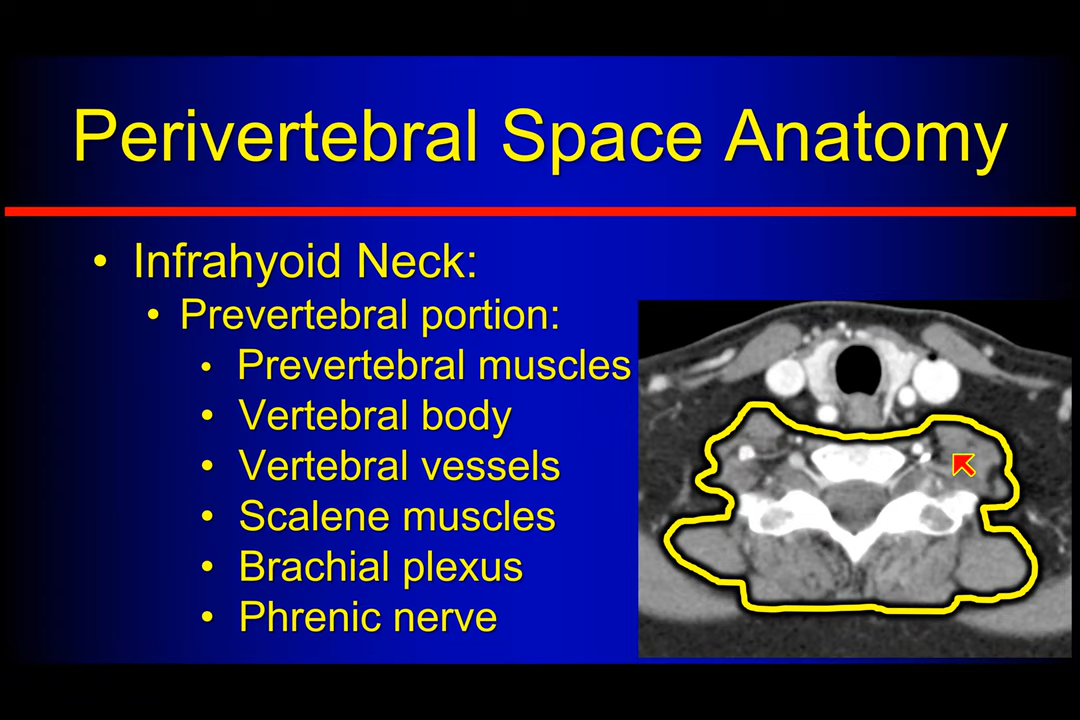 Perivertebral Space Anatomy
• Infrahyoid Neck:
• Prevertebral portion:
• Prevertebral muscles
• Vertebral body
• Vertebral vessels
• Scalene muscles
• Brachial plexus
• Phrenic nerve